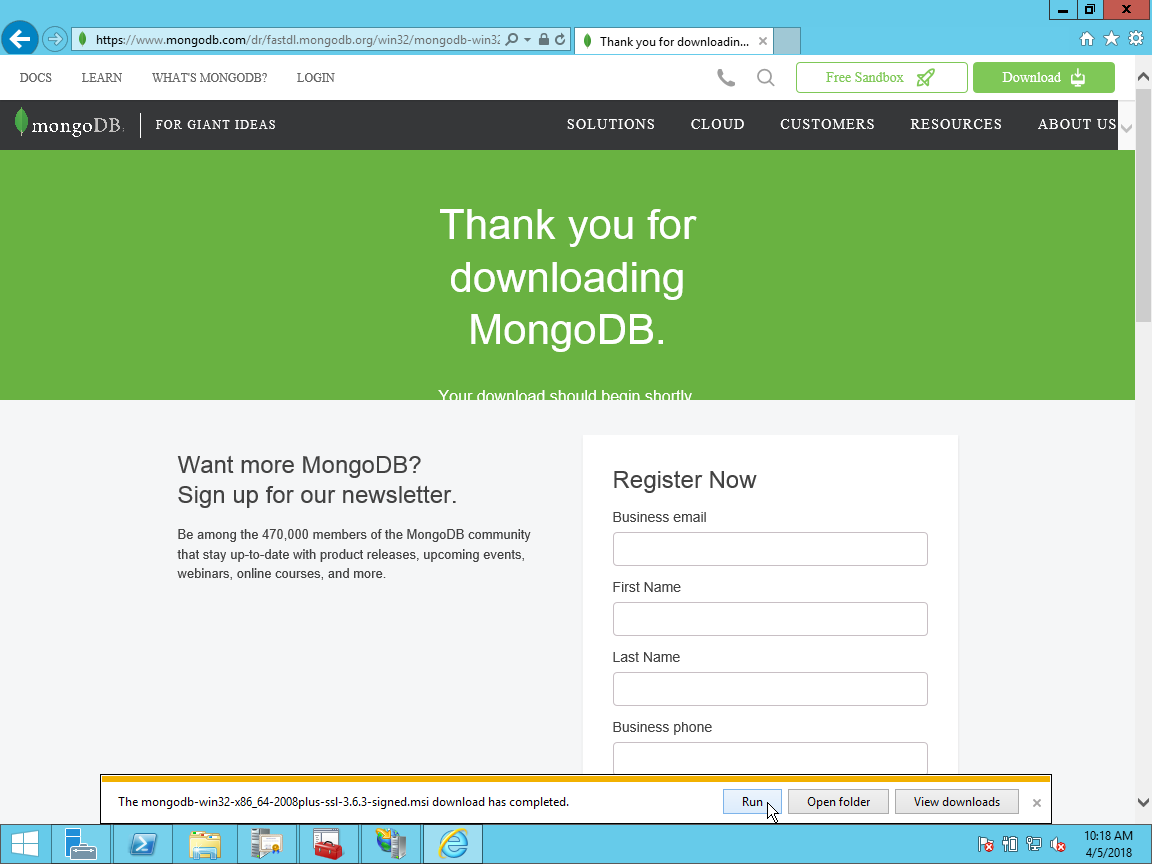 https://www.mongodb.com/dr/fastdl.mongodb.org/win32/mongodb-win32
Thank you for downloadin...
DOCS
LEARN
WHAT'S MONGODB?
LOGIN
Free Sandbox
Download
mongoDB.
FOR GIANT IDEAS
SOLUTIONS
CLOUD
CUSTOMERS
RESOURCES
ABOUT US
Thank you for
downloading
MongoDB.
Your download should begin shortly
Want more MongoDB?
Sign up for our newsletter.
Be among the 470,000 members of the MongoDB community
that stay up-to-date with product releases, upcoming events,
webinars, online courses, and more.
Register Now
Business email
First Name
Last Name
Business phone
The mongodb-win32-x86_64-2008plus-ssl-3.6.3-signed.msi download has completed.
Run
Open folder
View downloads
10:18 AM
4/5/2018